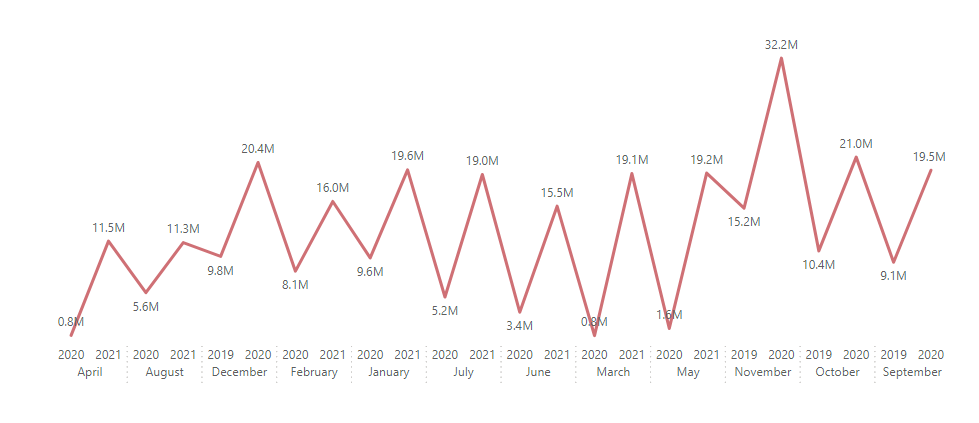 32.2M
20.4M 19.6M 19.0M 19.1M 19.2M 21.0M 19.5M
16.0M 15.5M
11.5M 11.3M 15.2M
9.8M 8.1M 9.6M 10.4M 9.1M
0.8M 5.6M 5.2M 3.4M 0.8M 1.6M
2020 2021 2020 2021 2019 2020 2020 2021 2020 2021 2020 2021 2020 2021 2020 2021 2020 2021 2019 2020 2019 2020 2019 2020
April August December February January July June March May November October September